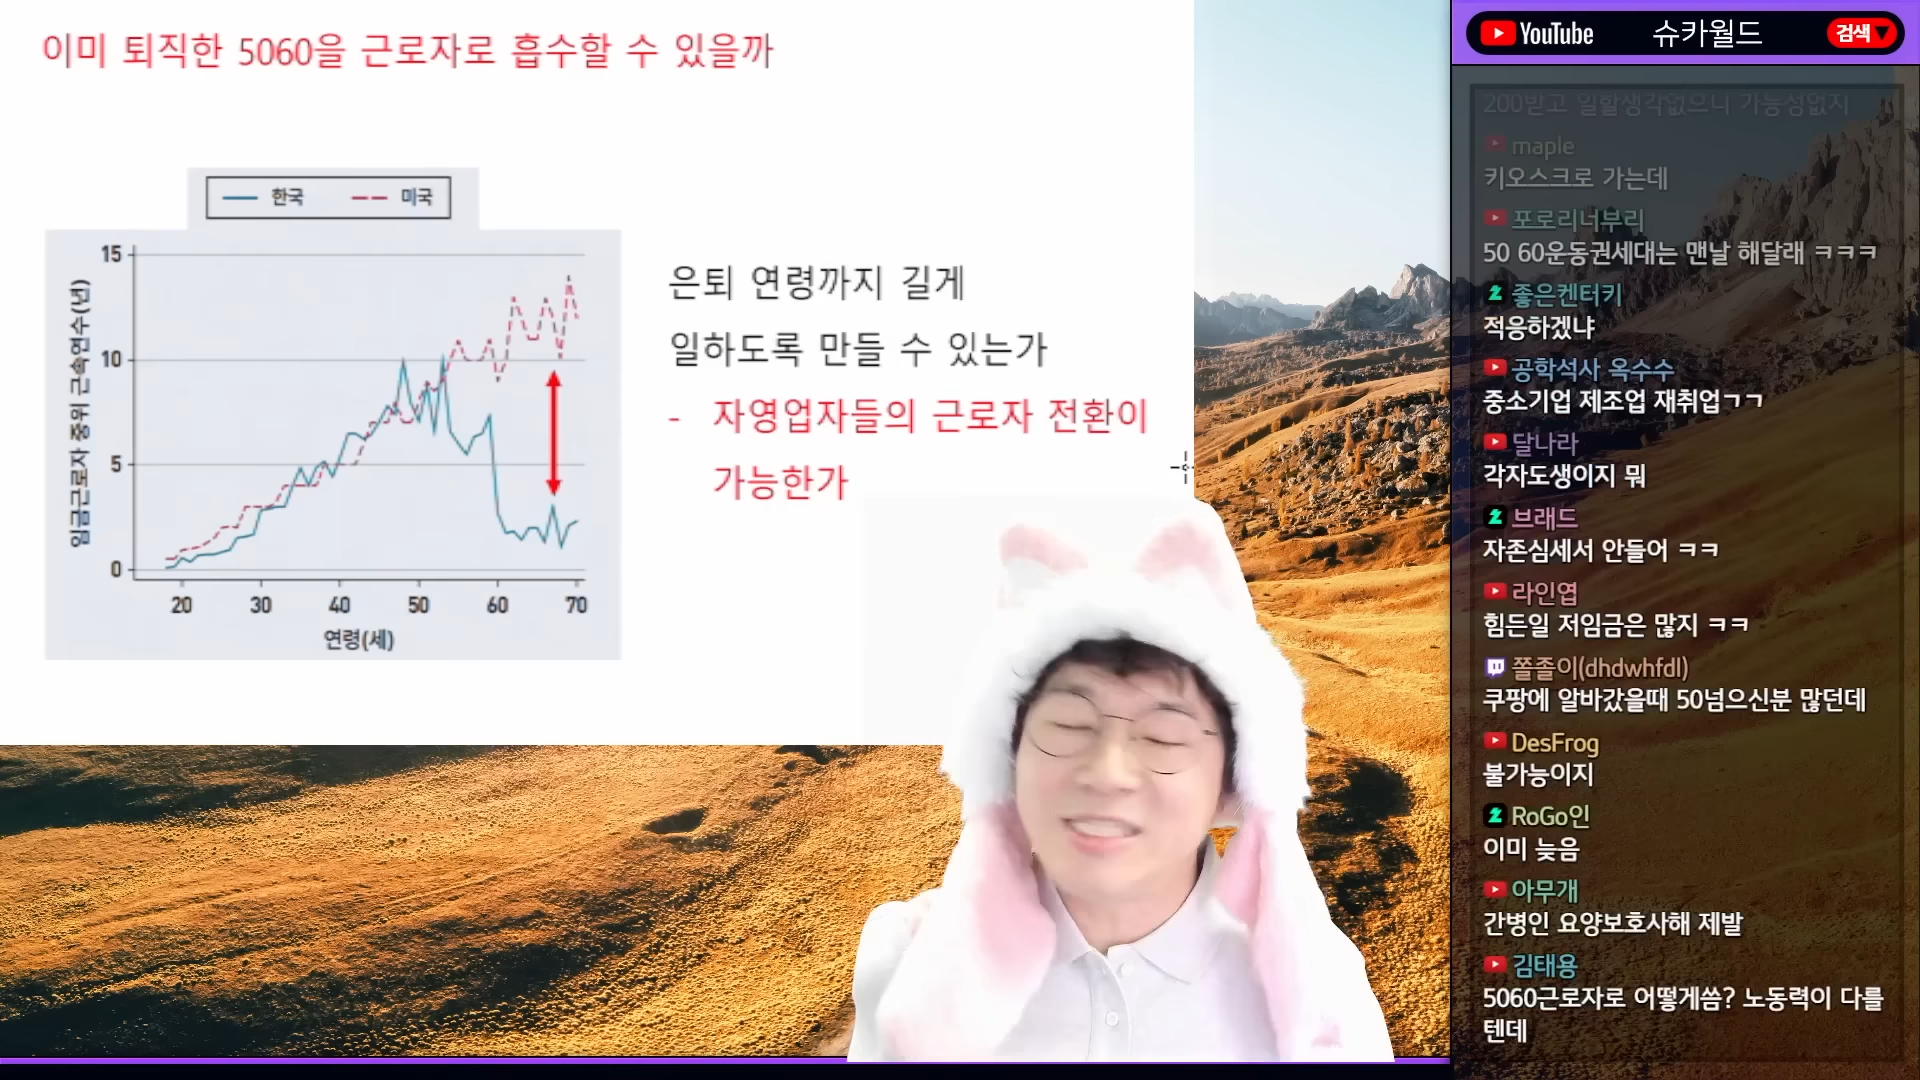 이미 퇴직한 5060을 근로자로 흡수할 수 있을까
한국 미국
임금근로자 중위 근속연수(년)
15
10
5
0
20 30 40 50 60 70
연령(세)
은퇴 연령까지 길게
일하도록 만들 수 있는가
- 자영업자들의 근로자 전환이
가능한가
YouTube 슈카월드 검색
200받고 일할생각없으니 가능성없지
maple
키오스크로 가는데
포로리너부리
50 60운동권세대는 맨날 해달래 ㅋㅋㅋ
좋은켄터키
적응하겠냐
공학석사 옥수수
중소기업 제조업 재취업ㄱㄱ
달나라
각자도생이지 뭐
브래드
자존심세서 안들어 ㅋㅋ
라인엽
힘든일 저임금은 많지 ㅋㅋ
쫄졸이(dhdwhfdl)
쿠팡에 알바갔을때 50넘으신분 많던데
DesFrog
불가능이지
RoGo인
이미 늦음
아무개
간병인 요양보호사해 제발
김태용
5060근로자로 어떻게씀? 노동력이 다를
텐데